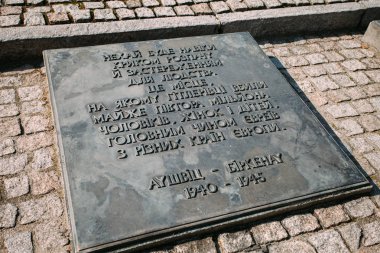 НЕХАЙ БУДЕ НАВІКИ
КРИКОМ РОЗПАЧУ
Й ЗАСТЕРЕЖЕННЯМ
ДЛЯ ЛЮДСТВА
ЦЕ МІСЦЕ,
НА ЯКОМУ ГІТЛЕРІВЦІ ВБИЛИ
МАЙЖЕ ПІВТОРА МІЛЬЙОНА
ЧОЛОВІКІВ, ЖІНОК І ДІТЕЙ,
ГОЛОВНИМ ЧИНОМ ЄВРЕЇВ
З РІЗНИХ КРАЇН ЄВРОПИ.
АУШВІЦ - БІРКЕНАУ
1940 - 1945